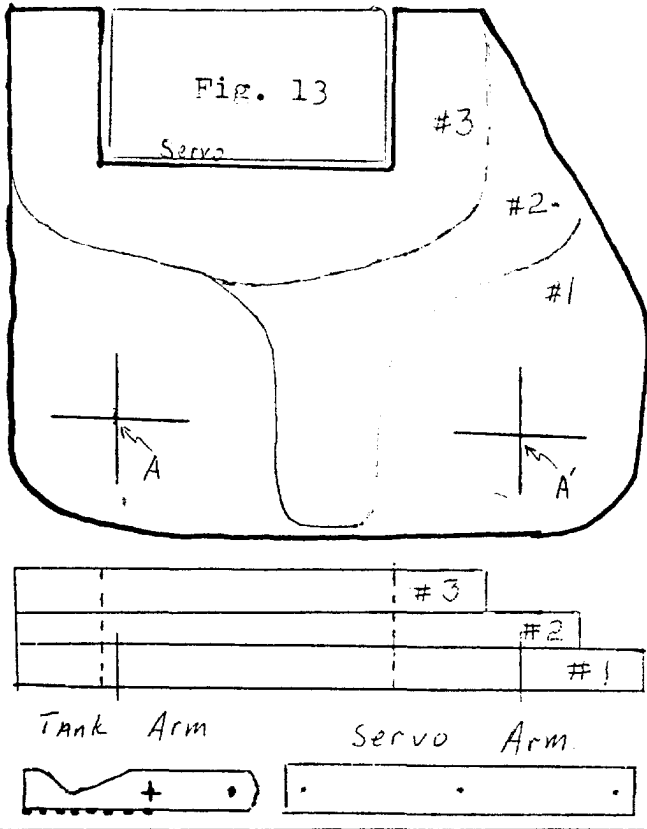 Fig. 13
Servo
#3
#2
#1
A
A'
#3
#2
#1
Tank Arm
Servo Arm